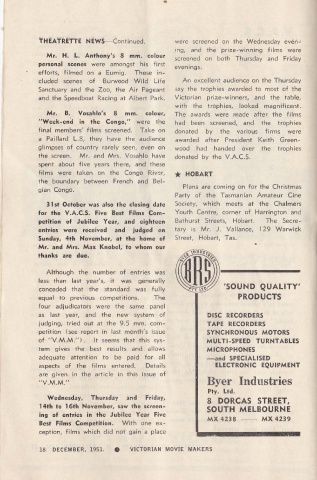 THEATRETTE NEWS—Continued.
Mr. H. L. Anthony's 8 mm. colour
personal scenes were amongst his first
efforts, filmed on a Eumig. These in-
cluded scenes of Burwood Wild Life
Sanctuary and the Zoo, the Air Pageant
and the Speedboat Racing at Albert Park.
Mr. B. Vosahlo's 8 mm. colour,
"Week-end in the Congo," were the
final members' films screened. Take on
a Paillard L.8, they have the audience
glimpses of country rarely seen, even on
the screen. Mr. and Mrs. Vosahlo have
spent about five years there, and these
films were taken on the Congo River,
the boundary between French and Bel-
gian Congo.
31st October was also the closing date
for the V.A.C.S. Five Best Films Com-
petition of Jubilee Year, and eighteen
entries were received and judged on
Sunday, 4th November, at the home of
Mr. and Mrs. Max Knobel, to whom our
thanks are due.
Although the number of entries was
less than last year's, it was generally
conceded that the standard was fully
equal to previous competitions. The
four adjudicators were the same panel
as last year, and the new system of
judging, tried out at the 9.5 mm. com-
petition (see report in last month's issue
of "V.M.M."). It seems that this sys-
tem gives the best results and allows
adequate attention to be paid for all
aspects of the films entered. Details
are given in the article in this issue of
"V.M.M."
Wednesday, Thursday and Friday,
14th to 16th November, saw the screen-
ing of entries in the Jubilee Year Five
Best Films Competition. With one ex-
ception, films which did not gain a place
were screened on the Wednesday even-
ing, and the prize-winning films were
screened on both Thursday and Friday
evenings.
An excellent audience on the Thursday
say the trophies awarded to most of the
Victorian prize-winners, and the table,
with the trophies, looked magnificent.
The awards were made after the films
had been screened, and the trophies
donated by the various firms were
awarded after President Keith Green-
wood had handed over the trophies
donated by the V.A.C.S.
★ HOBART
Plans are coming on for the Christmas
Party of the Tasmanian Amateur Cine
Society, which meets at the Chalmers
Youth Centre, corner of Harrington and
Bathurst Streets, Hobart. The Secre-
tary is Mr. J. Vallance, 129 Warwick
Street, Hobart, Tas.
BYER INDUSTRIES
PTY. LTD.
'SOUND QUALITY'
PRODUCTS
DISC RECORDERS
TAPE RECORDERS
SYNCHRONOUS MOTORS
MULTI-SPEED TURNTABLES
MICROPHONES
—and SPECIALISED
ELECTRONIC EQUIPMENT
Byer Industries
Pty. Ltd.
8 DORCAS STREET,
SOUTH MELBOURNE
MX 4238 —— MX 4239
18 DECEMBER, 1951. ● VICTORIAN MOVIE MAKERS